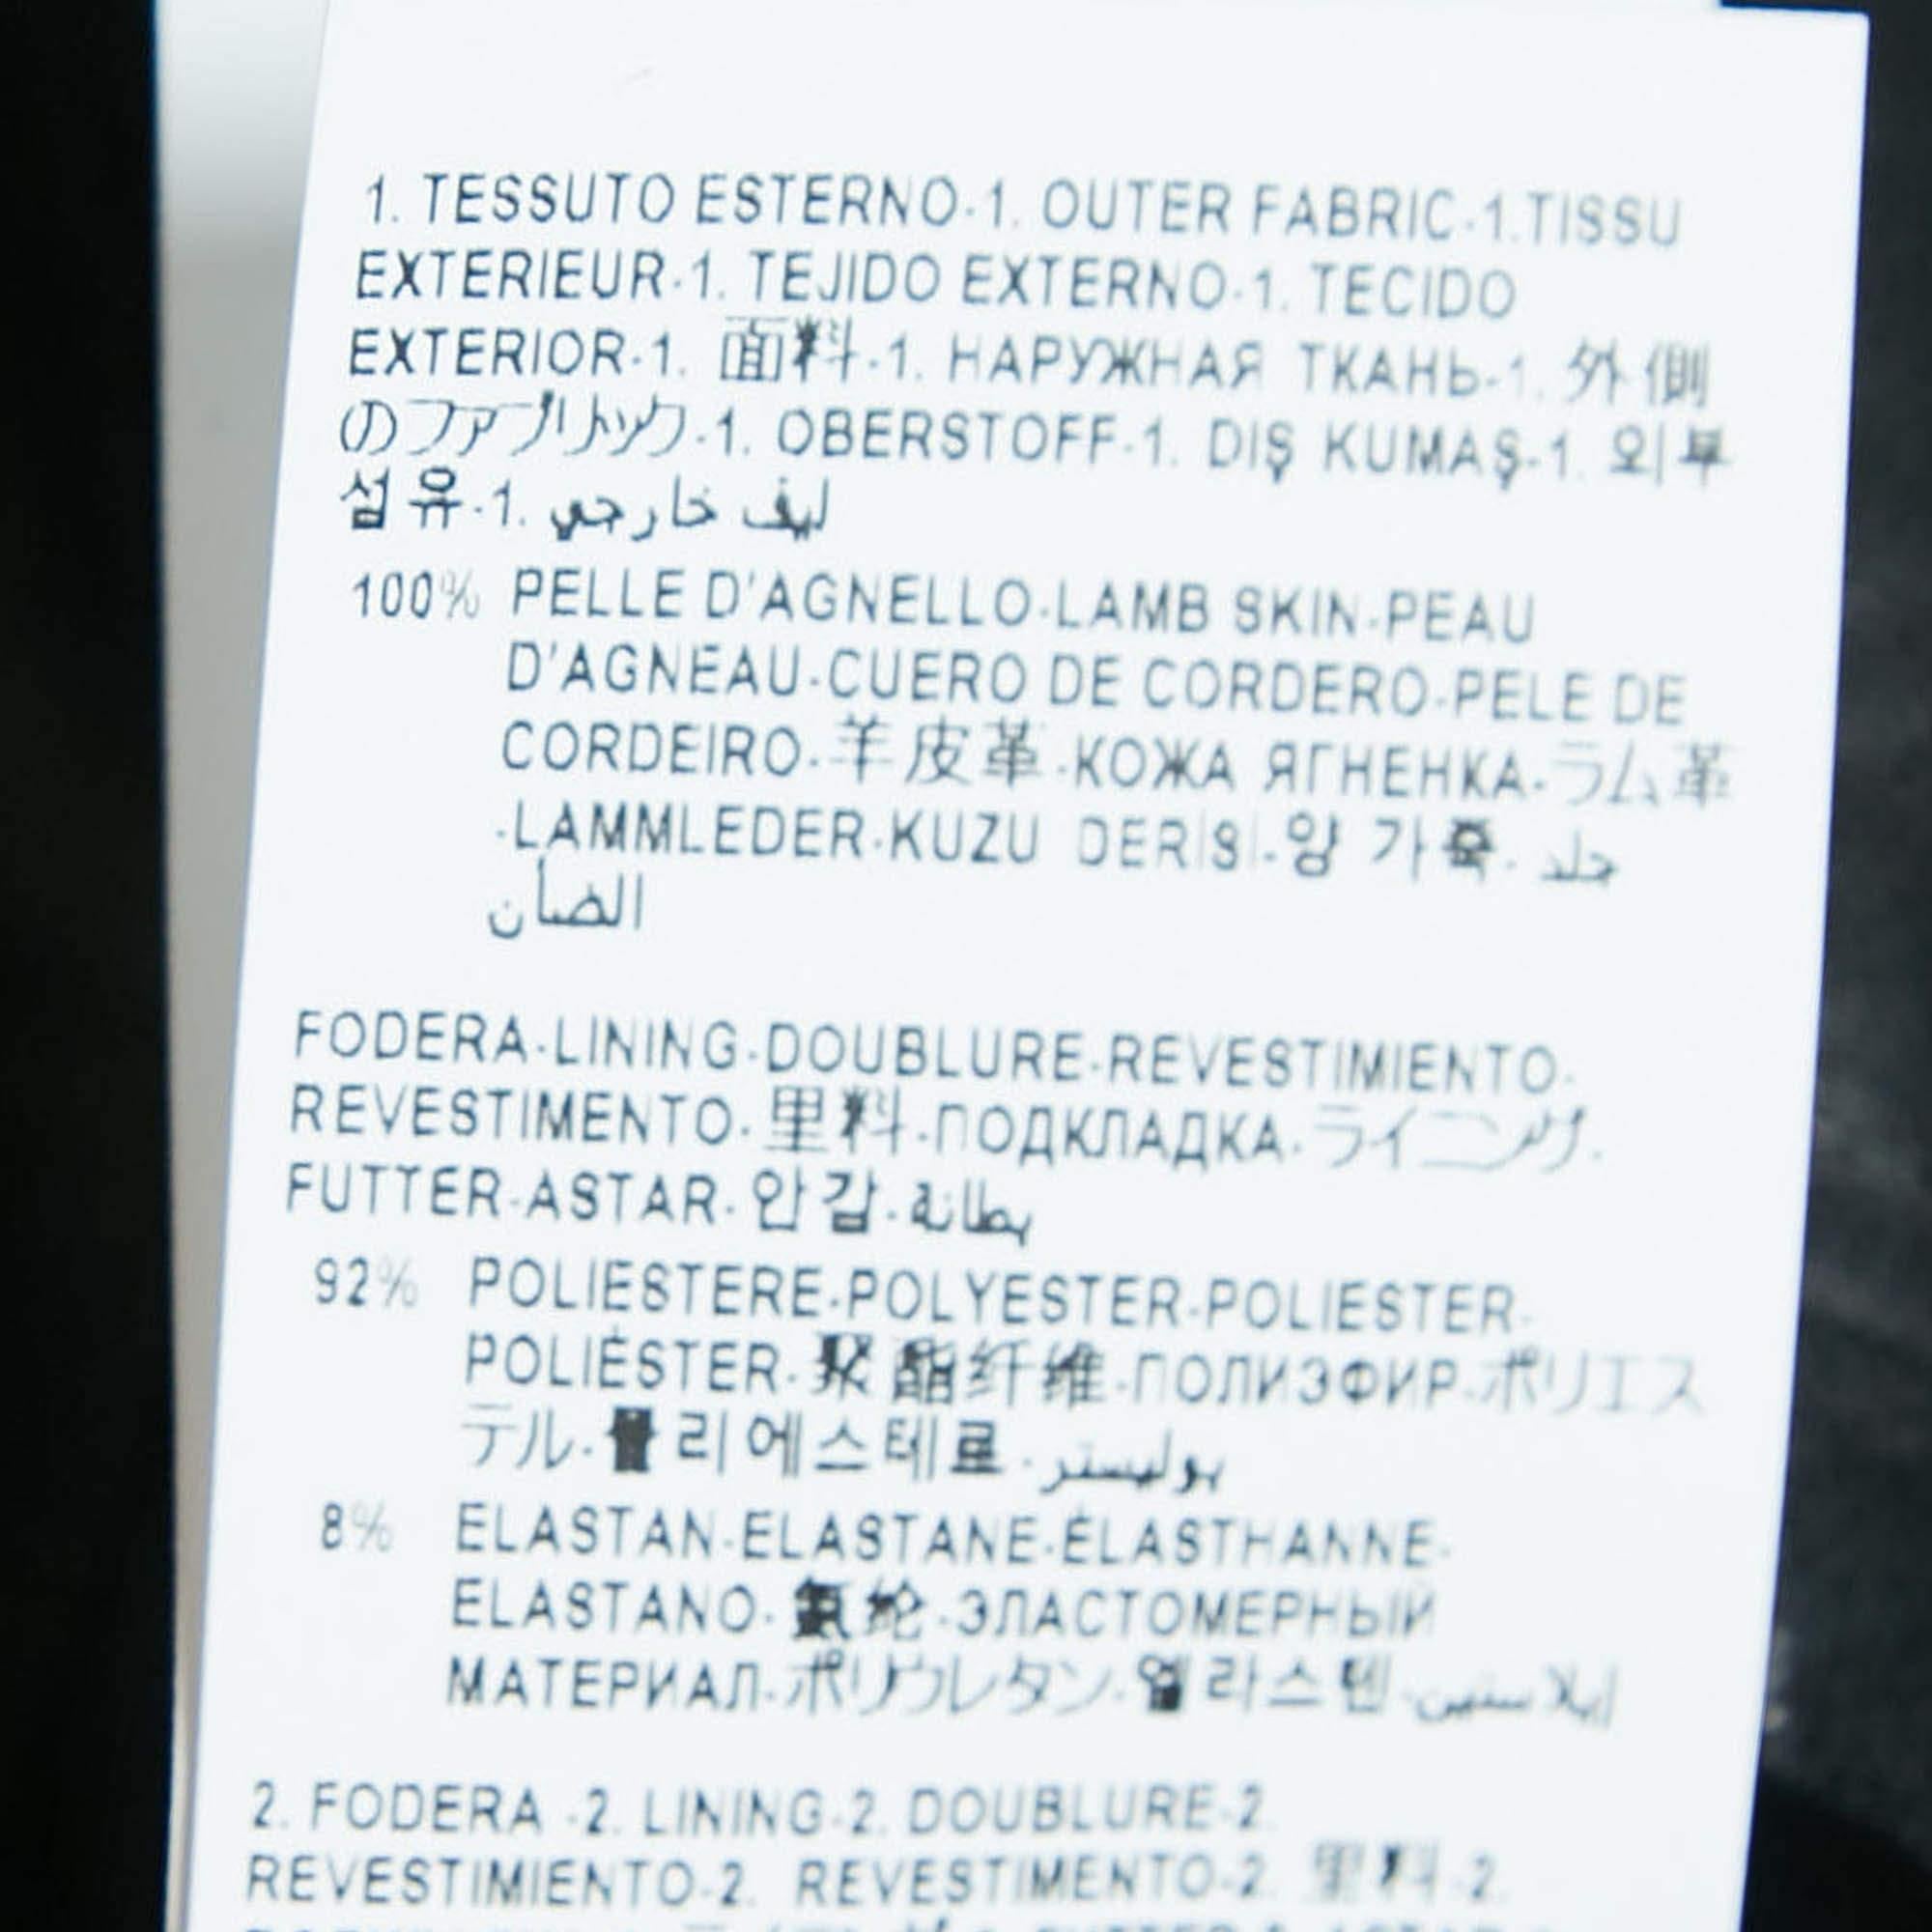 1. TESSUTO ESTERNO-1. OUTER FABRIC-1.TISSU
EXTERIEUR-1. TEJIDO EXTERNO-1. TECIDO
EXTERIOR-1. 面料-1. НАРУЖНАЯ ТКАНЬ-1. 外側
のファブリック-1. OBERSTOFF-1. DIŞ KUMAŞ-1. 외부
섬유-1. ليف خارجي
100% PELLE D'AGNELLO-LAMB SKIN-PEAU
D'AGNEAU-CUERO DE CORDERO-PELE DE
CORDEIRO-羊皮革-КОЖА ЯГНЕНКА-ラム革
-LAMMLEDER-KUZU DERISI-양 가죽- جلد
الضأن
FODERA-LINING-DOUBLURE-REVESTIMIENTO-
REVESTIMENTO-里料-ПОДКЛАДКА-ライニング-
FUTTER-ASTAR-안감-بطانة
92% POLIESTERE-POLYESTER-POLIESTER-
POLIÉSTER-聚酯纤维-ПОЛИЭФИР-ポリエス
テル-폴리에스테르-بوليستر
8% ELASTAN-ELASTANE-ÉLASTHANNE-
ELASTANO-氨纶-ЭЛАСТОМЕРНЫЙ
МАТЕРИАЛ-ポリウレタン-엘라스텐-إيلاستين
2. FODERA -2. LINING-2. DOUBLURE-2.
REVESTIMIENTO-2. REVESTIMENTO-2. 里料-2.